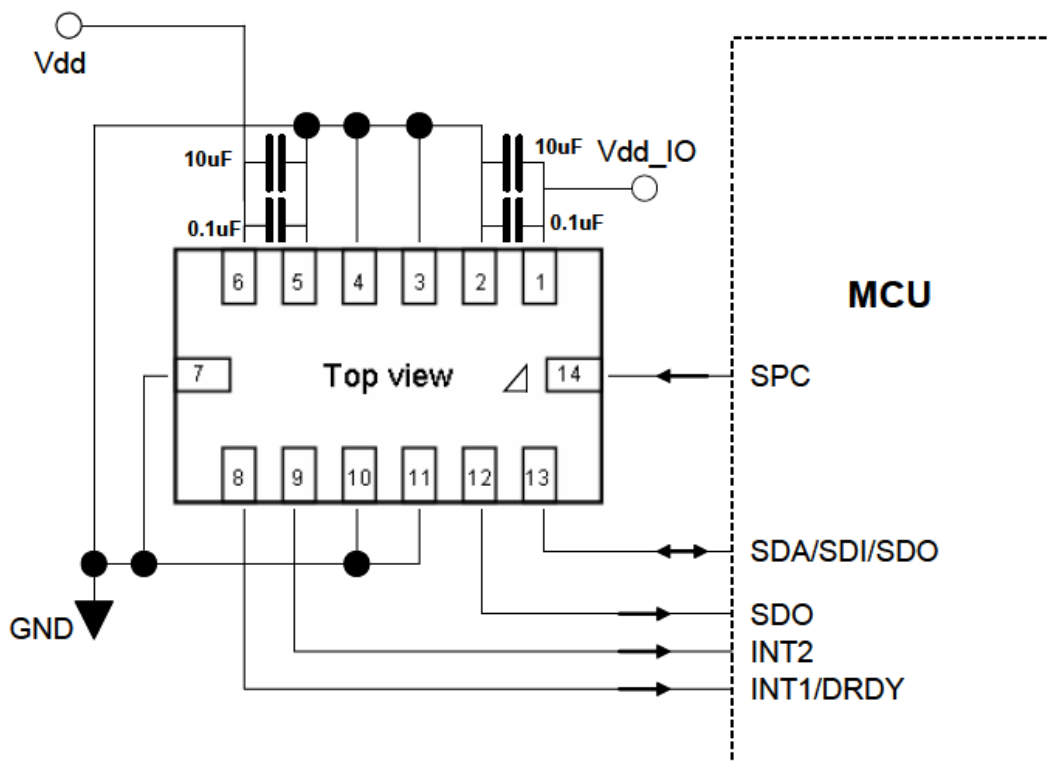 Vdd
10uF
10uF
Vdd_IO
0.1uF
0.1uF
6
5
4
3
2
1
MCU
7
Top view
14
SPC
8
9
10
11
12
13
SDA/SDI/SDO
SDO
GND
INT2
INT1/DRDY